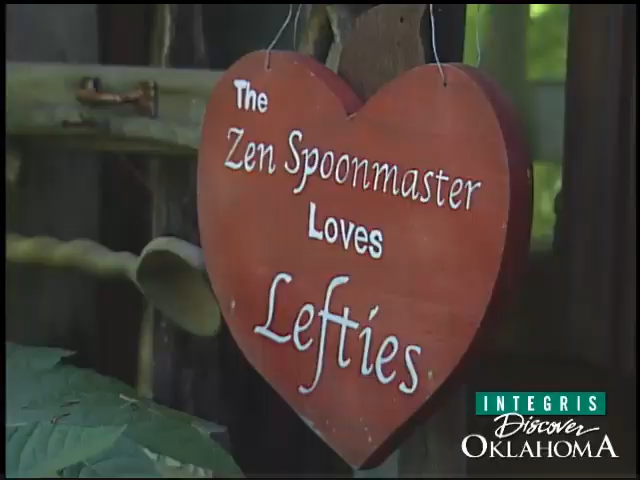 The
Zen Spoonmaster
Loves
Lefties
INTEGRIS
Discover
OKLAHOMA